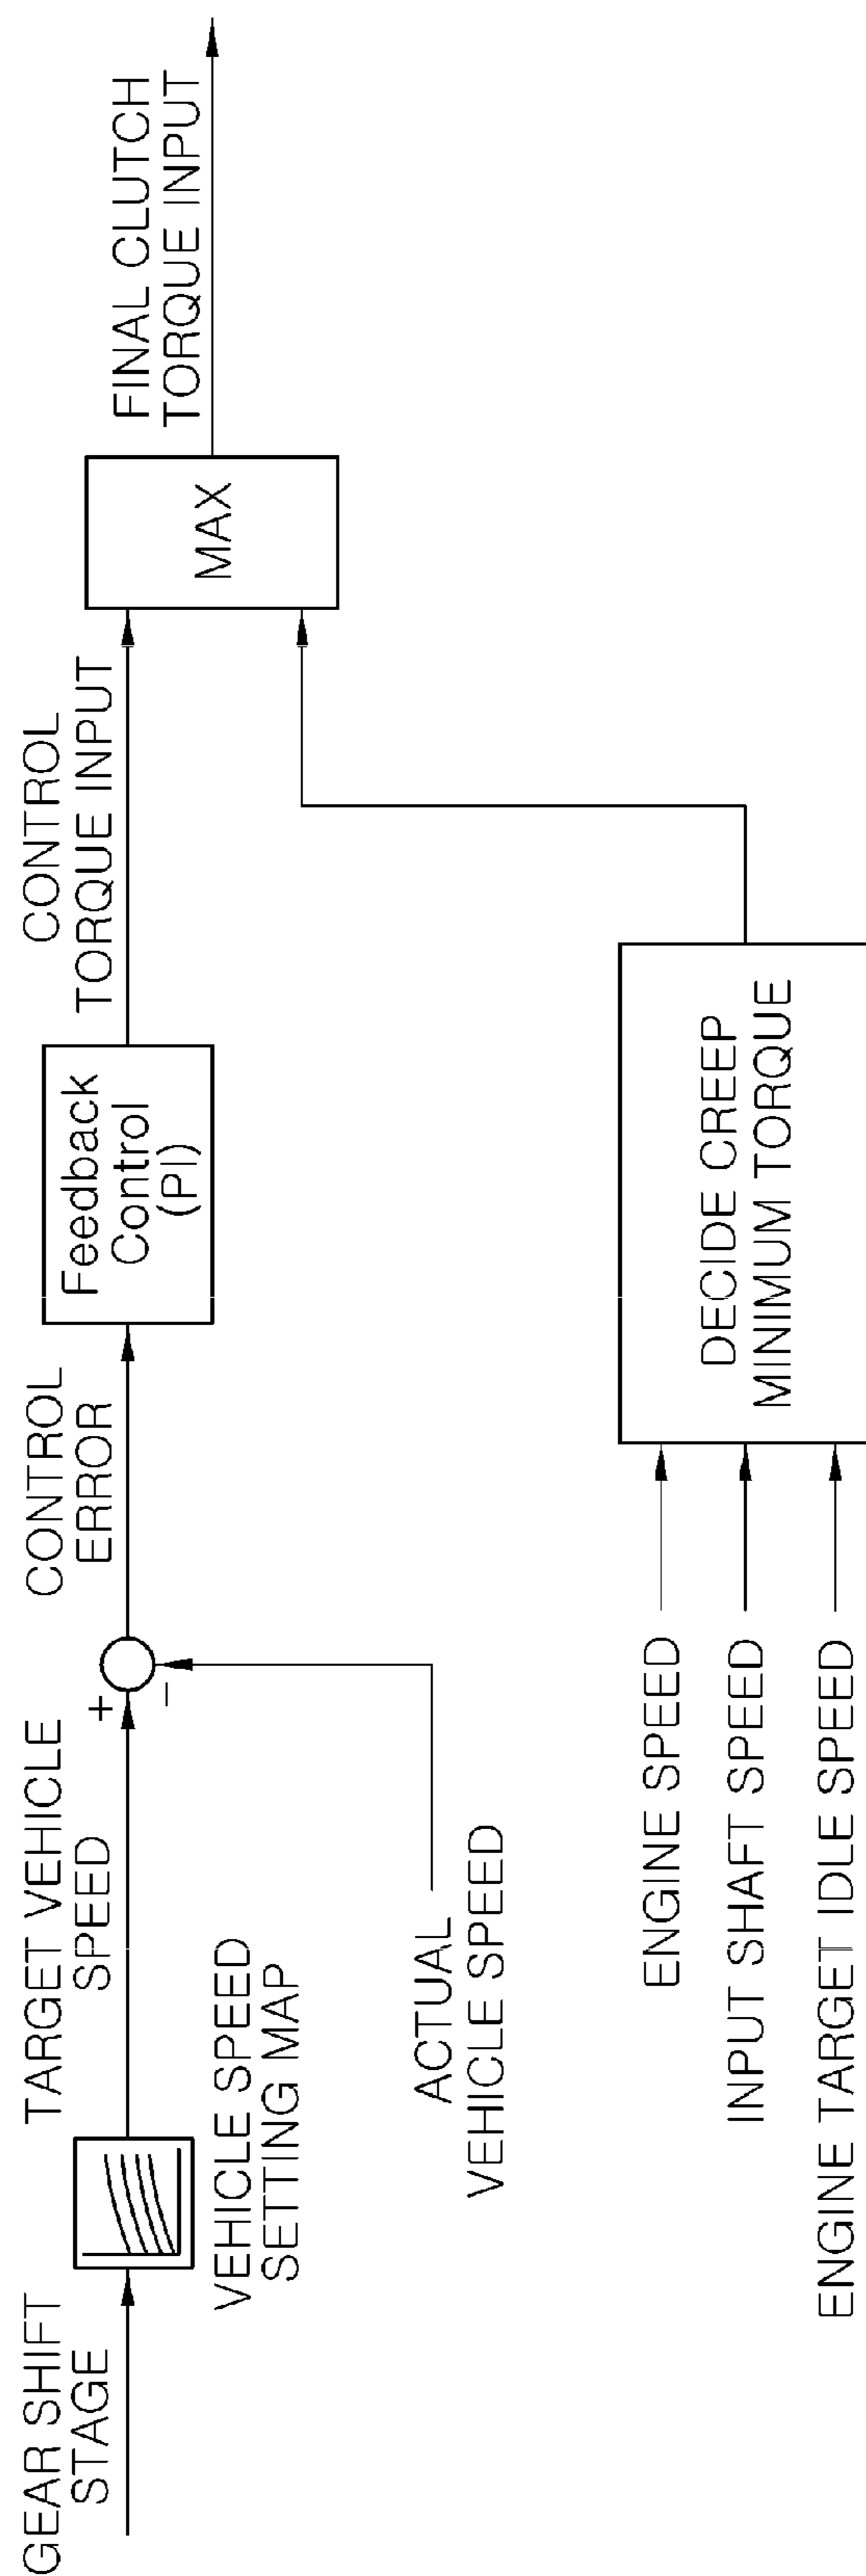 GEAR SHIFT
STAGE
VEHICLE SPEED
SETTING MAP
TARGET VEHICLE
SPEED
+
−
ACTUAL
VEHICLE SPEED
CONTROL
ERROR
Feedback
Control
(PI)
CONTROL
TORQUE INPUT
MAX
FINAL CLUTCH
TORQUE INPUT
ENGINE SPEED
INPUT SHAFT SPEED
ENGINE TARGET IDLE SPEED
DECIDE CREEP
MINIMUM TORQUE